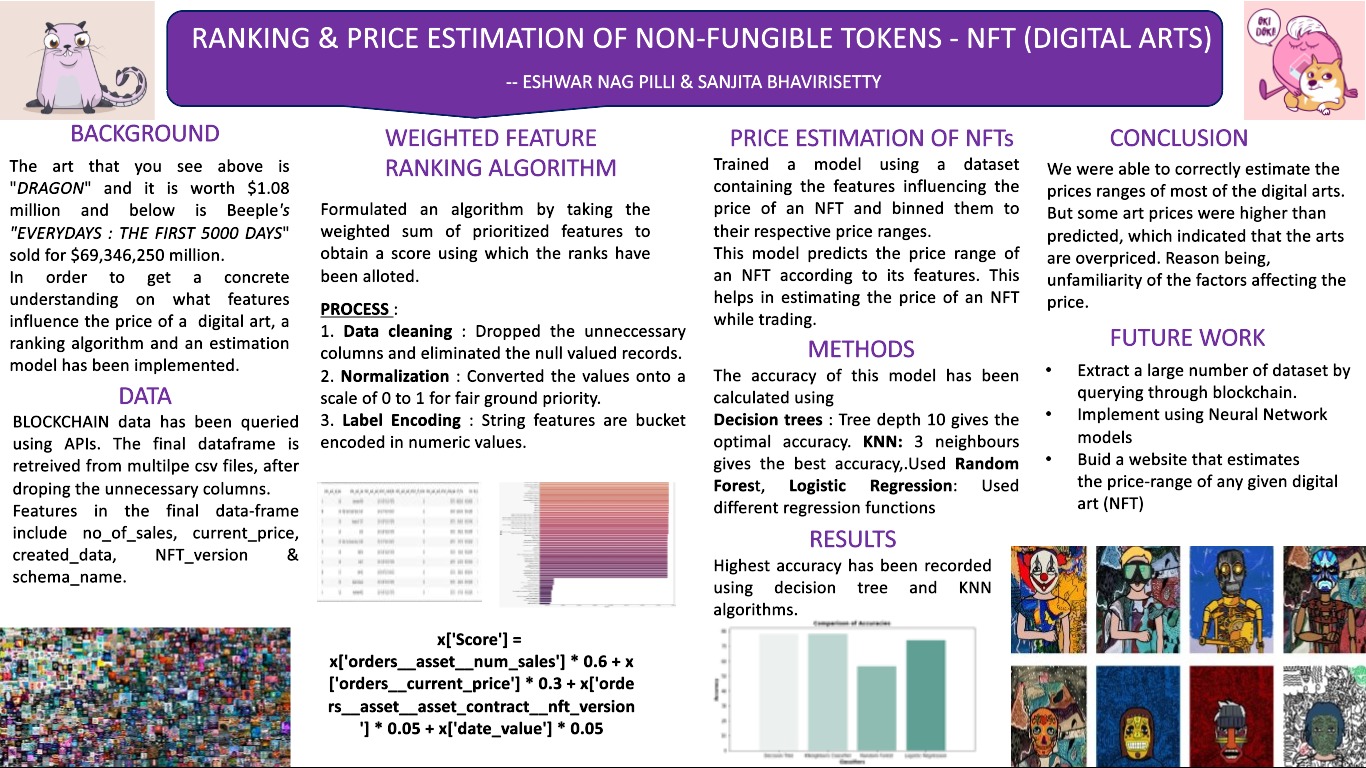 RANKING & PRICE ESTIMATION OF NON-FUNGIBLE TOKENS - NFT (DIGITAL ARTS)
-- ESHWAR NAG PILLI & SANJITA BHAVIRISETTY
OKI
DOKI
BACKGROUND
The art that you see above is
"DRAGON" and it is worth $1.08
million and below is Beeple's
"EVERYDAYS : THE FIRST 5000 DAYS"
sold for $69,346,250 million.
In order to get a concrete
understanding on what features
influence the price of a digital art, a
ranking algorithm and an estimation
model has been implemented.
DATA
BLOCKCHAIN data has been queried
using APIs. The final dataframe is
retreived from multilpe csv files, after
droping the unnecessary columns.
Features in the final data-frame
include no_of_sales, current_price,
created_data, NFT_version &
schema_name.
WEIGHTED FEATURE
RANKING ALGORITHM
Formulated an algorithm by taking the
weighted sum of prioritized features to
obtain a score using which the ranks have
been alloted.
PROCESS :
1. Data cleaning : Dropped the unneccessary
columns and eliminated the null valued records.
2. Normalization : Converted the values onto a
scale of 0 to 1 for fair ground priority.
3. Label Encoding : String features are bucket
encoded in numeric values.
x['Score'] =
x['orders__asset__num_sales'] * 0.6 + x
['orders__current_price'] * 0.3 + x['orde
rs__asset__asset_contract__nft_version
'] * 0.05 + x['date_value'] * 0.05
PRICE ESTIMATION OF NFTs
Trained a model using a dataset
containing the features influencing the
price of an NFT and binned them to
their respective price ranges.
This model predicts the price range of
an NFT according to its features. This
helps in estimating the price of an NFT
while trading.
METHODS
The accuracy of this model has been
calculated using
Decision trees : Tree depth 10 gives the
optimal accuracy. KNN: 3 neighbours
gives the best accuracy,.Used Random
Forest, Logistic Regression: Used
different regression functions
RESULTS
Highest accuracy has been recorded
using decision tree and KNN
algorithms.
Comparison of Accuracies
CONCLUSION
We were able to correctly estimate the
prices ranges of most of the digital arts.
But some art prices were higher than
predicted, which indicated that the arts
are overpriced. Reason being,
unfamiliarity of the factors affecting the
price.
FUTURE WORK
• Extract a large number of dataset by
querying through blockchain.
• Implement using Neural Network
models
• Buid a website that estimates
the price-range of any given digital
art (NFT)